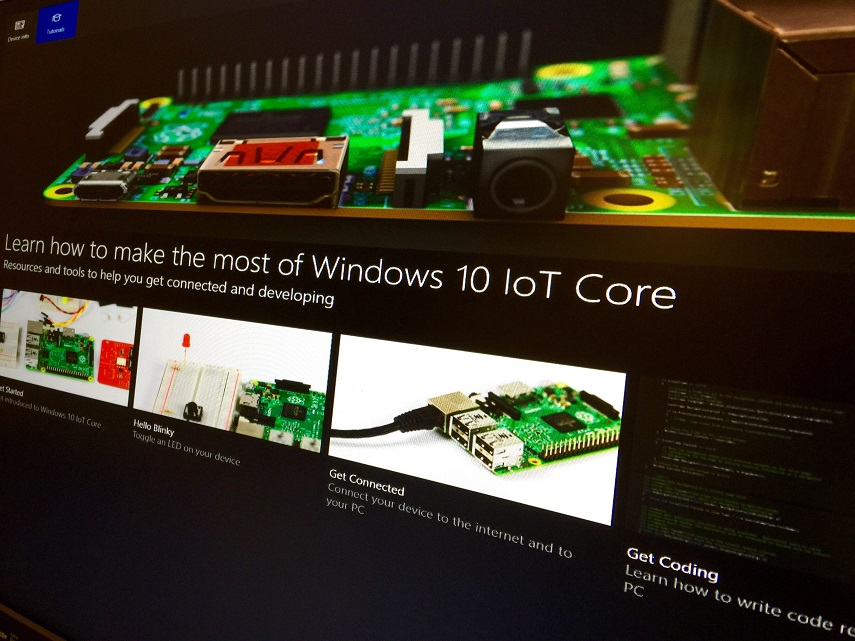 Device info
Tutorials
Learn how to make the most of Windows 10 IoT Core
Resources and tools to help you get connected and developing
et Started
introduced to Windows 10 IoT Core
Hello Blinky
Toggle an LED on your device
Get Connected
Connect your device to the internet and to
your PC
Get Coding
Learn how to write code
PC